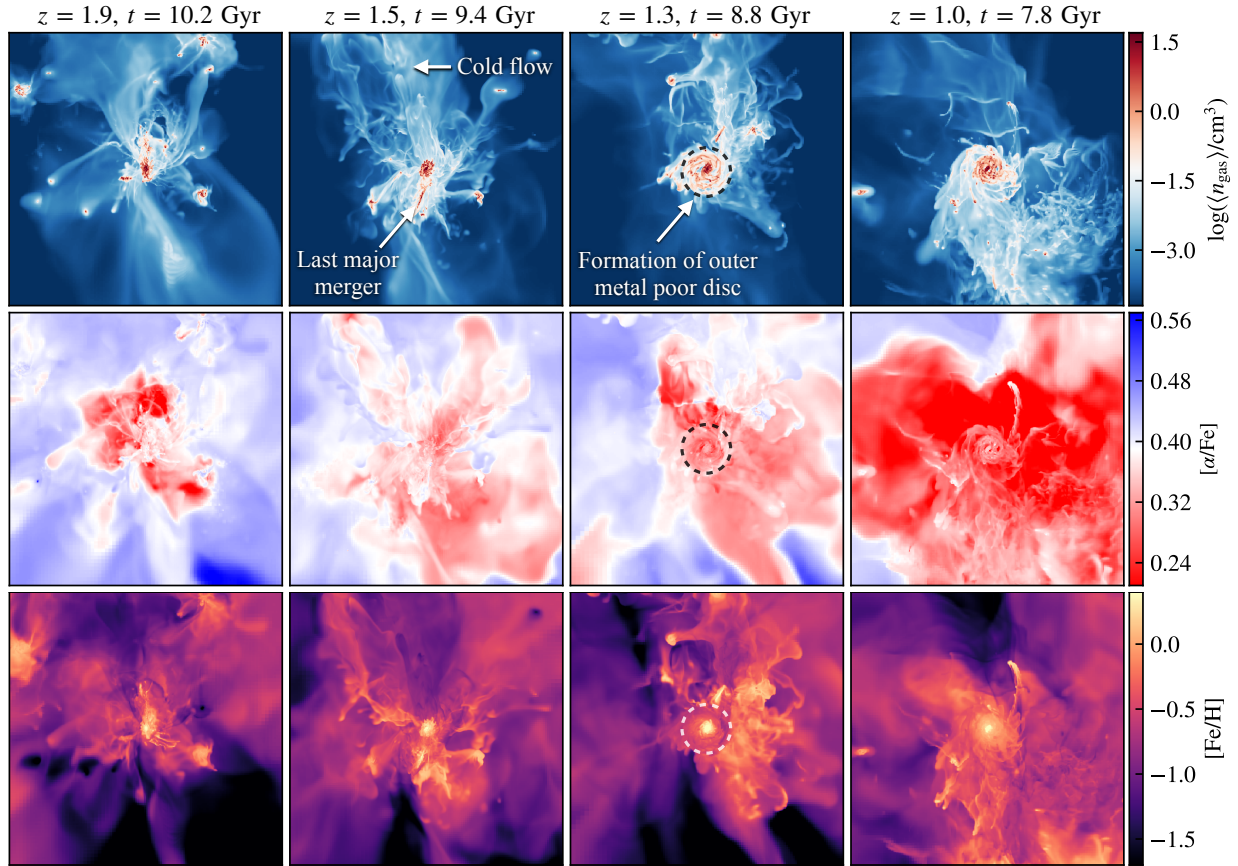 z = 1.9, t = 10.2 Gyr
z = 1.5, t = 9.4 Gyr
z = 1.3, t = 8.8 Gyr
z = 1.0, t = 7.8 Gyr
Cold flow
Last major
merger
Formation of outer
metal poor disc
1.5
0.0
−1.5
−3.0
log(⟨n_gas⟩/cm³)
0.56
0.48
0.40
0.32
0.24
[α/Fe]
0.0
−0.5
−1.0
−1.5
[Fe/H]